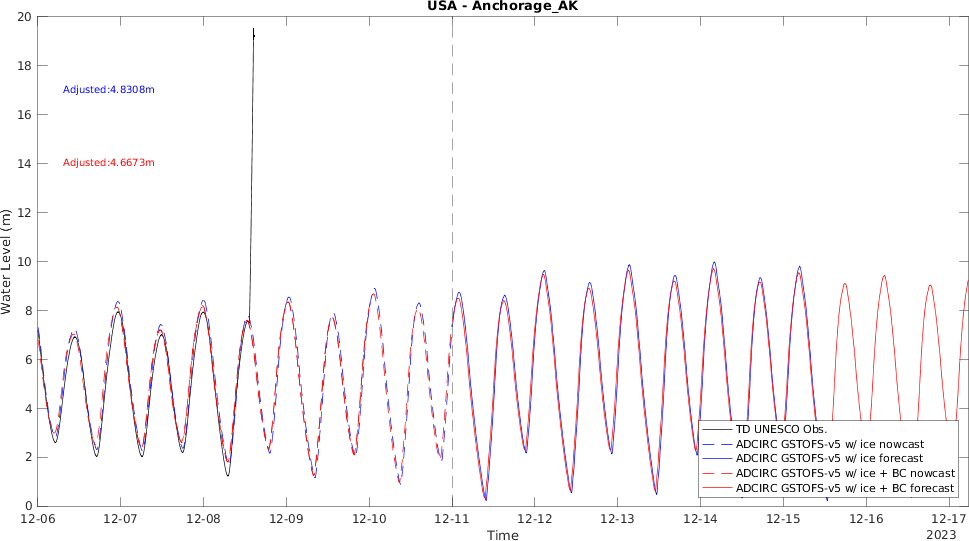 USA - Anchorage_AK
20
18
16
14
12
10
8
6
4
2
0
Water Level (m)
Adjusted:4.8308m
Adjusted:4.6673m
TD UNESCO Obs.
ADCIRC GSTOFS-v5 w/ ice nowcast
ADCIRC GSTOFS-v5 w/ ice forecast
ADCIRC GSTOFS-v5 w/ ice + BC nowcast
ADCIRC GSTOFS-v5 w/ ice + BC forecast
12-06 12-07 12-08 12-09 12-10 12-11 12-12 12-13 12-14 12-15 12-16 12-17
Time
2023